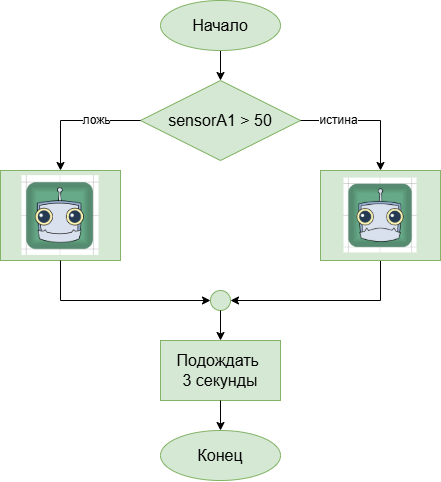 Начало
sensorA1 > 50
ложь
истина
Подождать
3 секунды
Конец